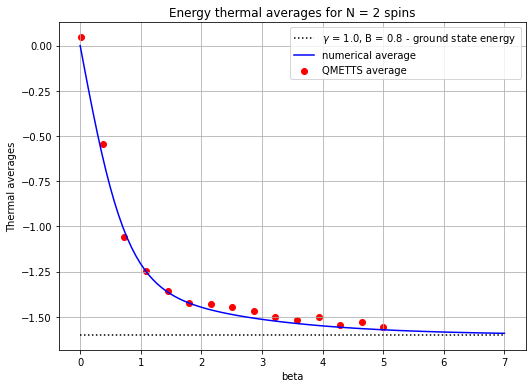 Energy thermal averages for N = 2 spins
γ = 1.0, B = 0.8 - ground state energy
numerical average
QMETTS average
Thermal averages
0.00
−0.25
−0.50
−0.75
−1.00
−1.25
−1.50
0 1 2 3 4 5 6 7
beta